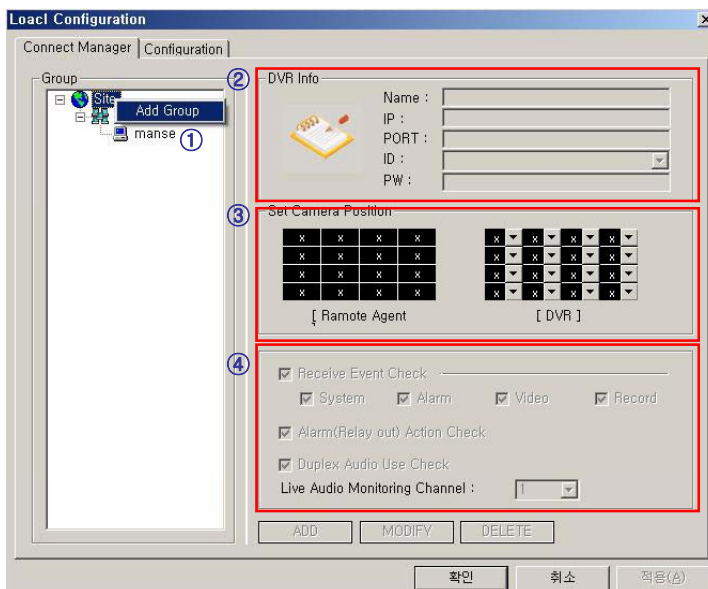 Loacl Configuration
Connect Manager
Configuration
Group
Site
Add Group
manse
①
②
DVR Info
Name :
IP :
PORT :
ID :
PW :
③
Set Camera Position
x x x x x x x x
x x x x x x x x
x x x x x x x x
x x x x x x x x
[ Ramote Agent
[ DVR ]
④
Receive Event Check
System Alarm Video Record
Alarm(Relay out) Action Check
Duplex Audio Use Check
Live Audio Monitoring Channel : 1
ADD MODIFY DELETE
확인 취소 적용(A)